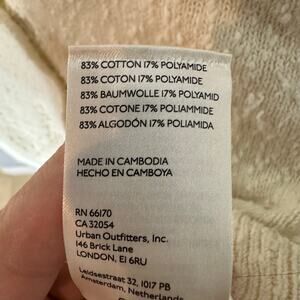 83% COTTON 17% POLYAMIDE
83% COTON 17% POLYAMIDE
83% BAUMWOLLE 17% POLYAMID
83% COTONE 17% POLIAMMIDE
83% ALGODÓN 17% POLIAMIDA
MADE IN CAMBODIA
HECHO EN CAMBOYA
RN 66170
CA 32054
Urban Outfitters, Inc.
146 Brick Lane
LONDON, E1 6RU
Leidsestraat 32, 1017 PB
Amsterdam, Netherlands